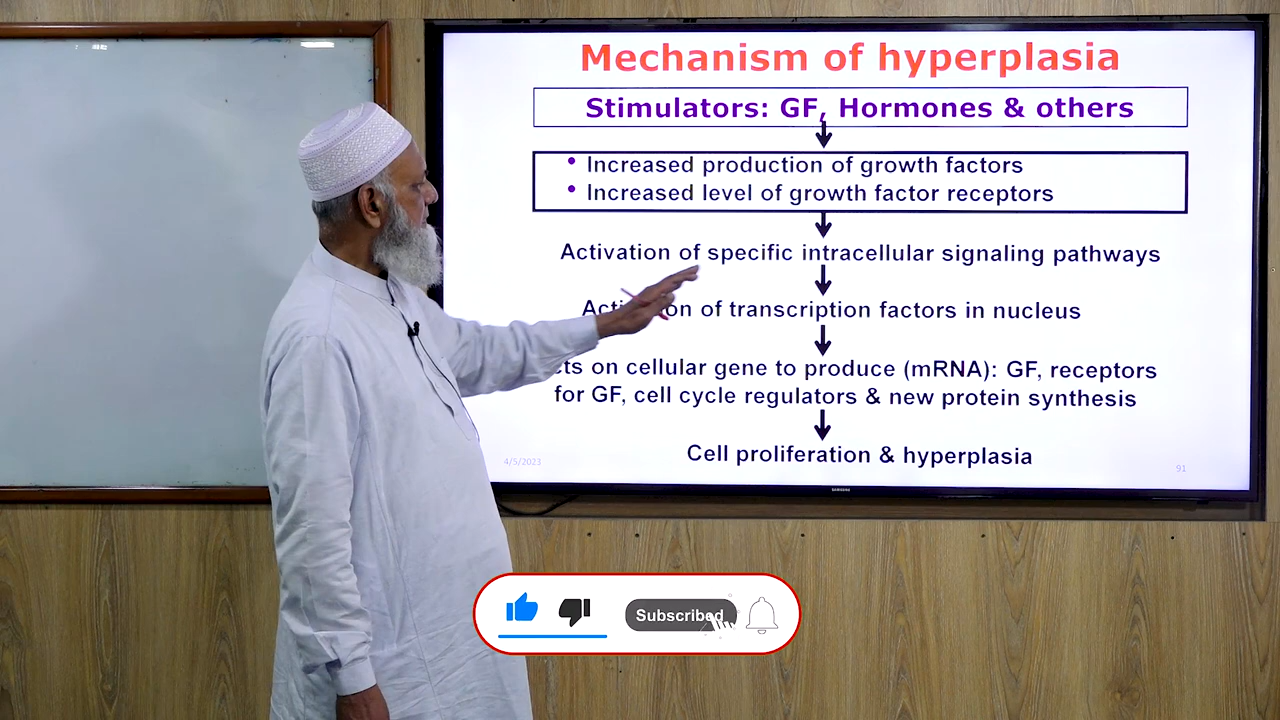 Mechanism of hyperplasia
Stimulators: GF, Hormones & others
• Increased production of growth factors
• Increased level of growth factor receptors
Activation of specific intracellular signaling pathways
of transcription factors in nucleus
on cellular gene to produce (mRNA): GF, receptors
for GF, cell cycle regulators & new protein synthesis
Cell proliferation & hyperplasia
4/5/2023
91
SAMSUNG
Subscribed